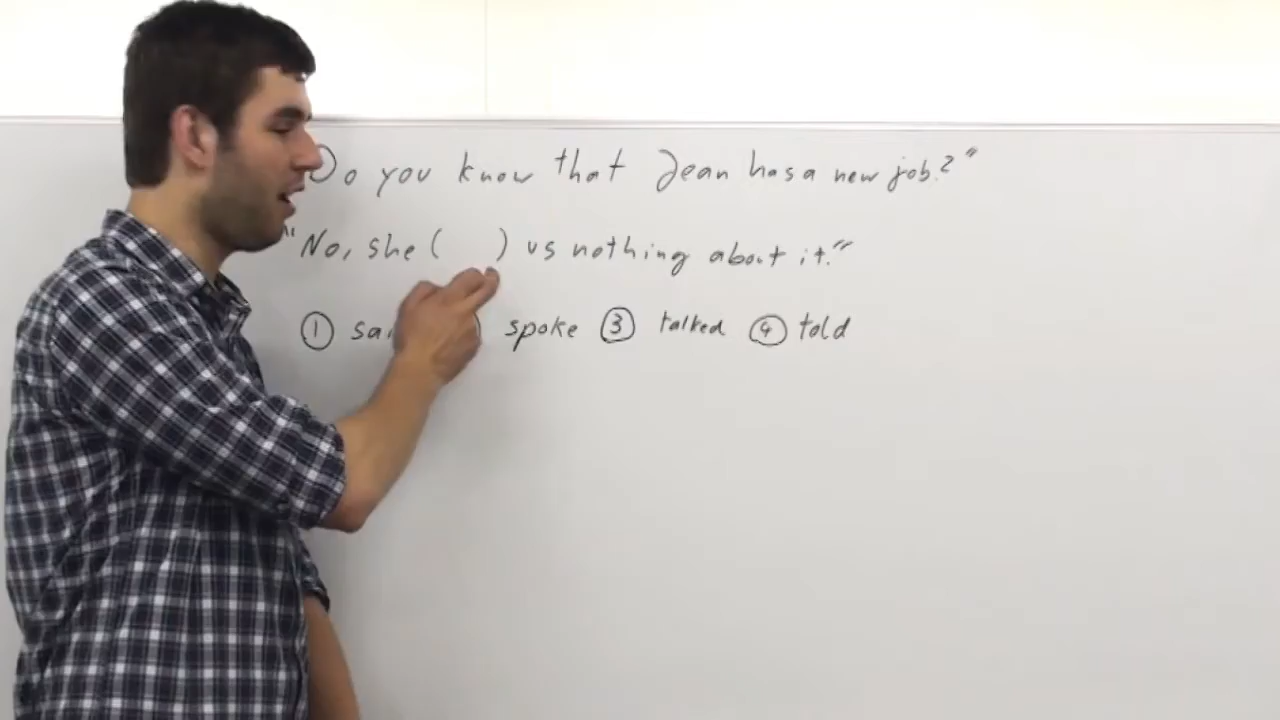 Do you know that Jean has a new job?"
"No, she ( ) us nothing about it."
① spoke ③ talked ④ told